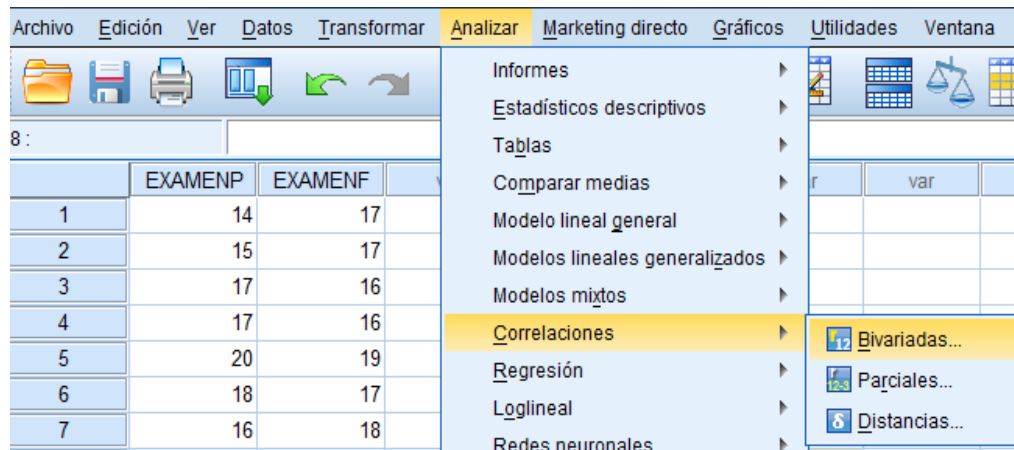 Archivo Edición Ver Datos Transformar Analizar Marketing directo Gráficos Utilidades Ventana
8 :
Informes
Estadísticos descriptivos
Tablas
Comparar medias
Modelo lineal general
Modelos lineales generalizados
Modelos mixtos
Correlaciones
Regresión
Loglineal
Redes neuronales
Bivariadas...
Parciales...
Distancias...
EXAMENP EXAMENF var
1 14 17
2 15 17
3 17 16
4 17 16
5 20 19
6 18 17
7 16 18